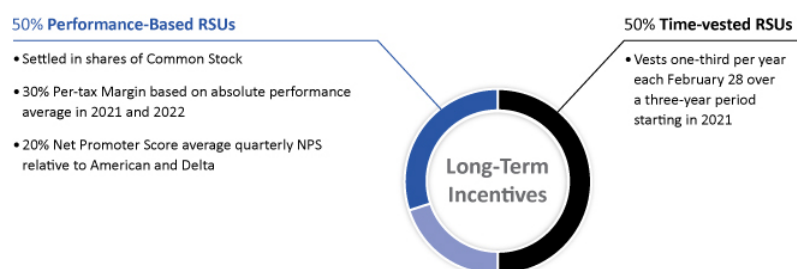 50% Performance-Based RSUs
• Settled in shares of Common Stock
• 30% Per-tax Margin based on absolute performance
average in 2021 and 2022
• 20% Net Promoter Score average quarterly NPS
relative to American and Delta
Long-Term
Incentives
50% Time-vested RSUs
• Vests one-third per year
each February 28 over
a three-year period
starting in 2021